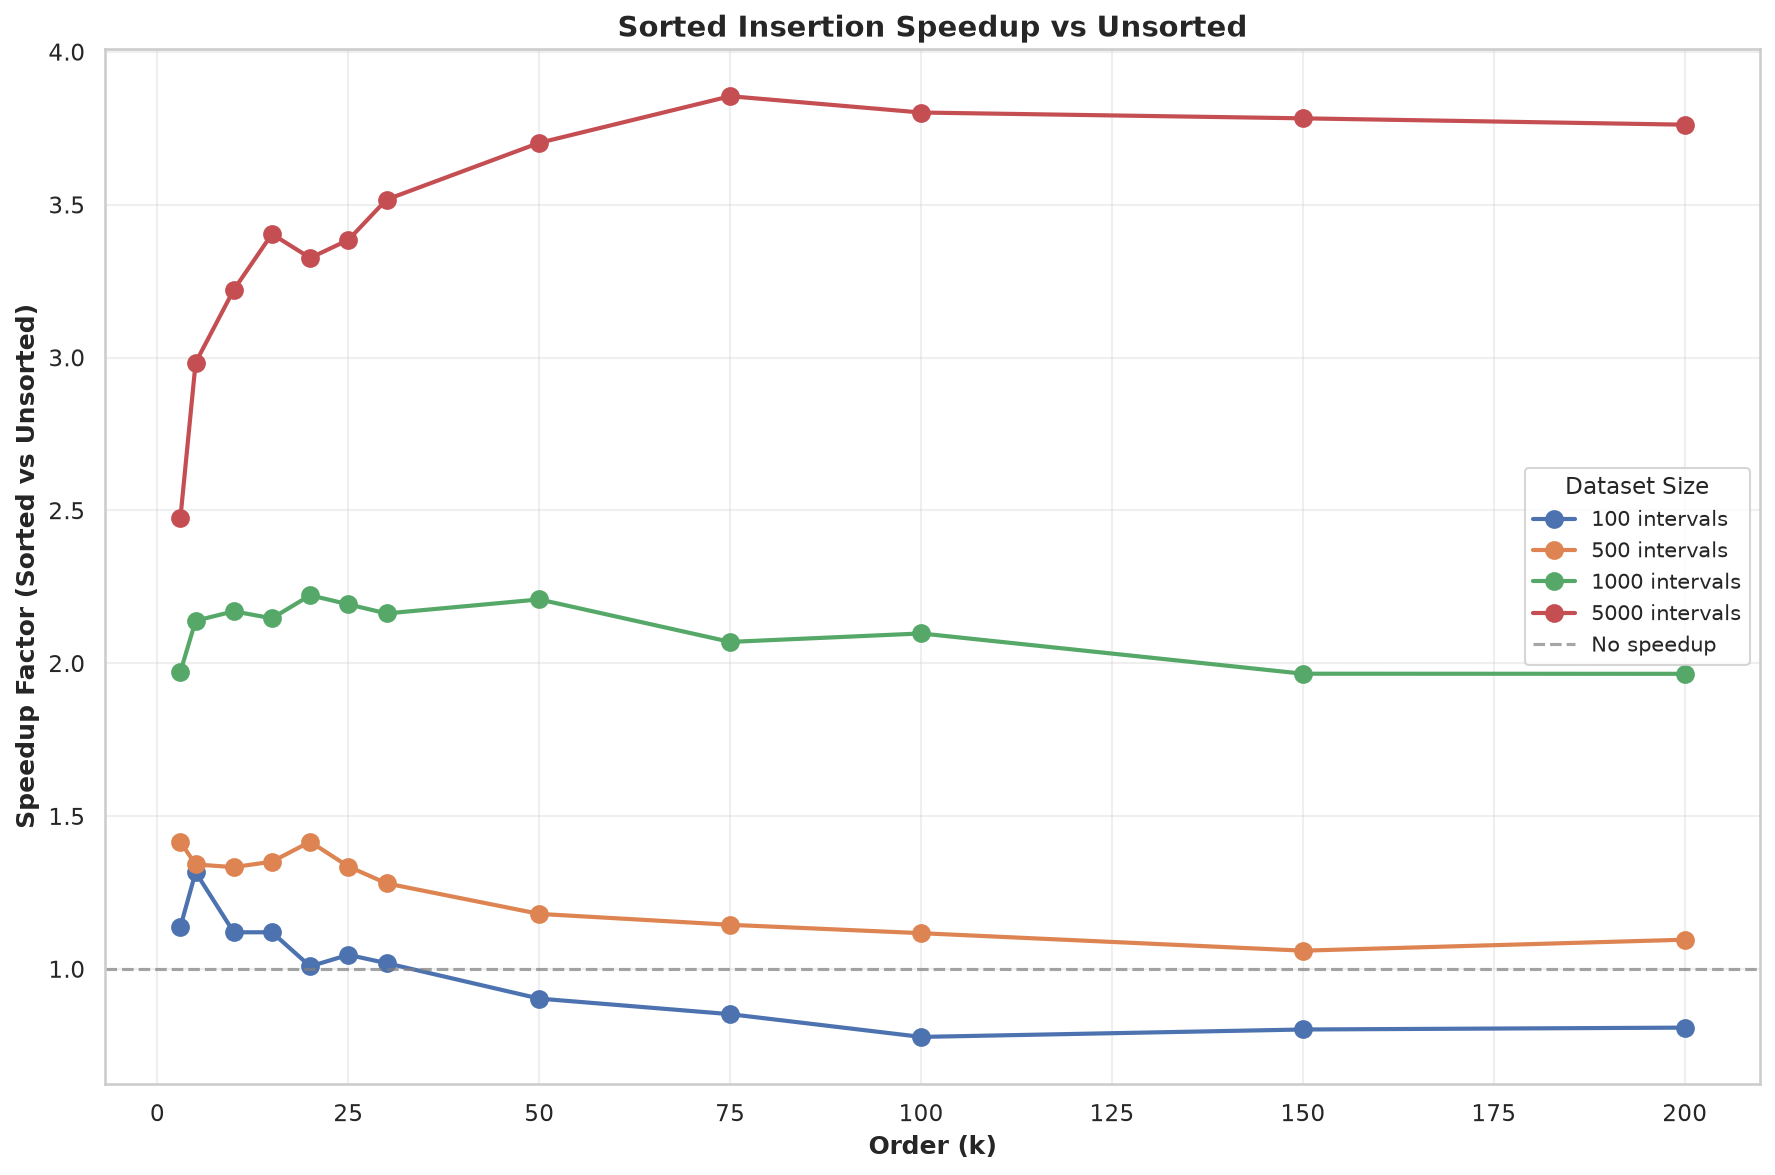 Sorted Insertion Speedup vs Unsorted
Speedup Factor (Sorted vs Unsorted)
4.0
3.5
3.0
2.5
2.0
1.5
1.0
Dataset Size
100 intervals
500 intervals
1000 intervals
5000 intervals
No speedup
0 25 50 75 100 125 150 175 200
Order (k)